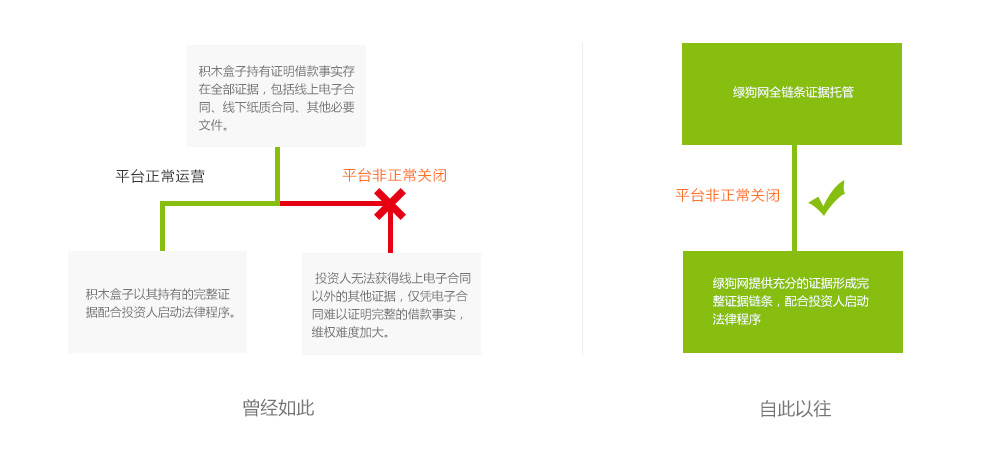 积木盒子持有证明借款事实存
在全部证据，包括线上电子合
同、线下纸质合同、其他必要
文件。
平台正常运营
平台非正常关闭
积木盒子以其持有的完整证
据配合投资人启动法律程序。
投资人无法获得线上电子合同
以外的其他证据，仅凭电子合
同难以证明完整的借款事实，
维权难度加大。
曾经如此
绿狗网全链条证据托管
平台非正常关闭
绿狗网提供充分的证据形成完
整证据链条，配合投资人启动
法律程序
自此以往